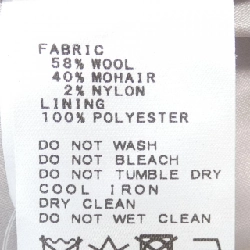 FABRIC
58% WOOL
40% MOHAIR
2% NYLON
LINING
100% POLYESTER
DO NOT WASH
DO NOT BLEACH
DO NOT TUMBLE DRY
COOL IRON
DRY CLEAN
DO NOT WET CLEAN